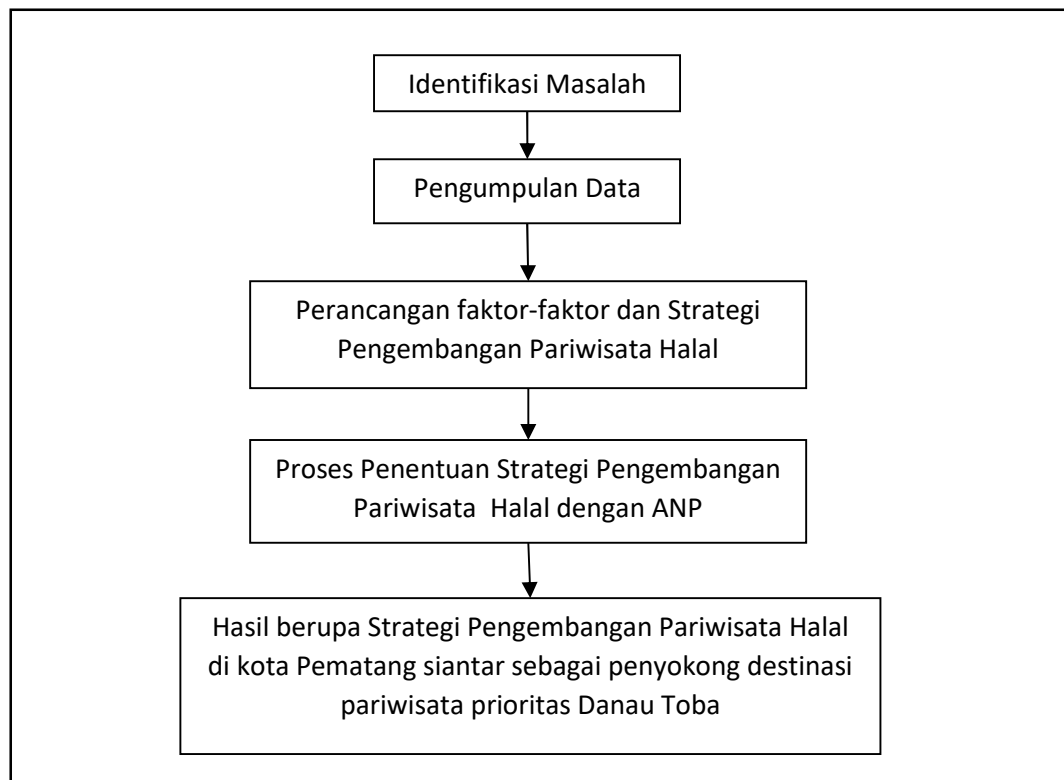 Identifikasi Masalah
Pengumpulan Data
Perancangan faktor-faktor dan Strategi
Pengembangan Pariwisata Halal
Proses Penentuan Strategi Pengembangan
Pariwisata  Halal dengan ANP
Hasil berupa Strategi Pengembangan Pariwisata Halal
di kota Pematang siantar sebagai penyokong destinasi
pariwisata prioritas Danau Toba